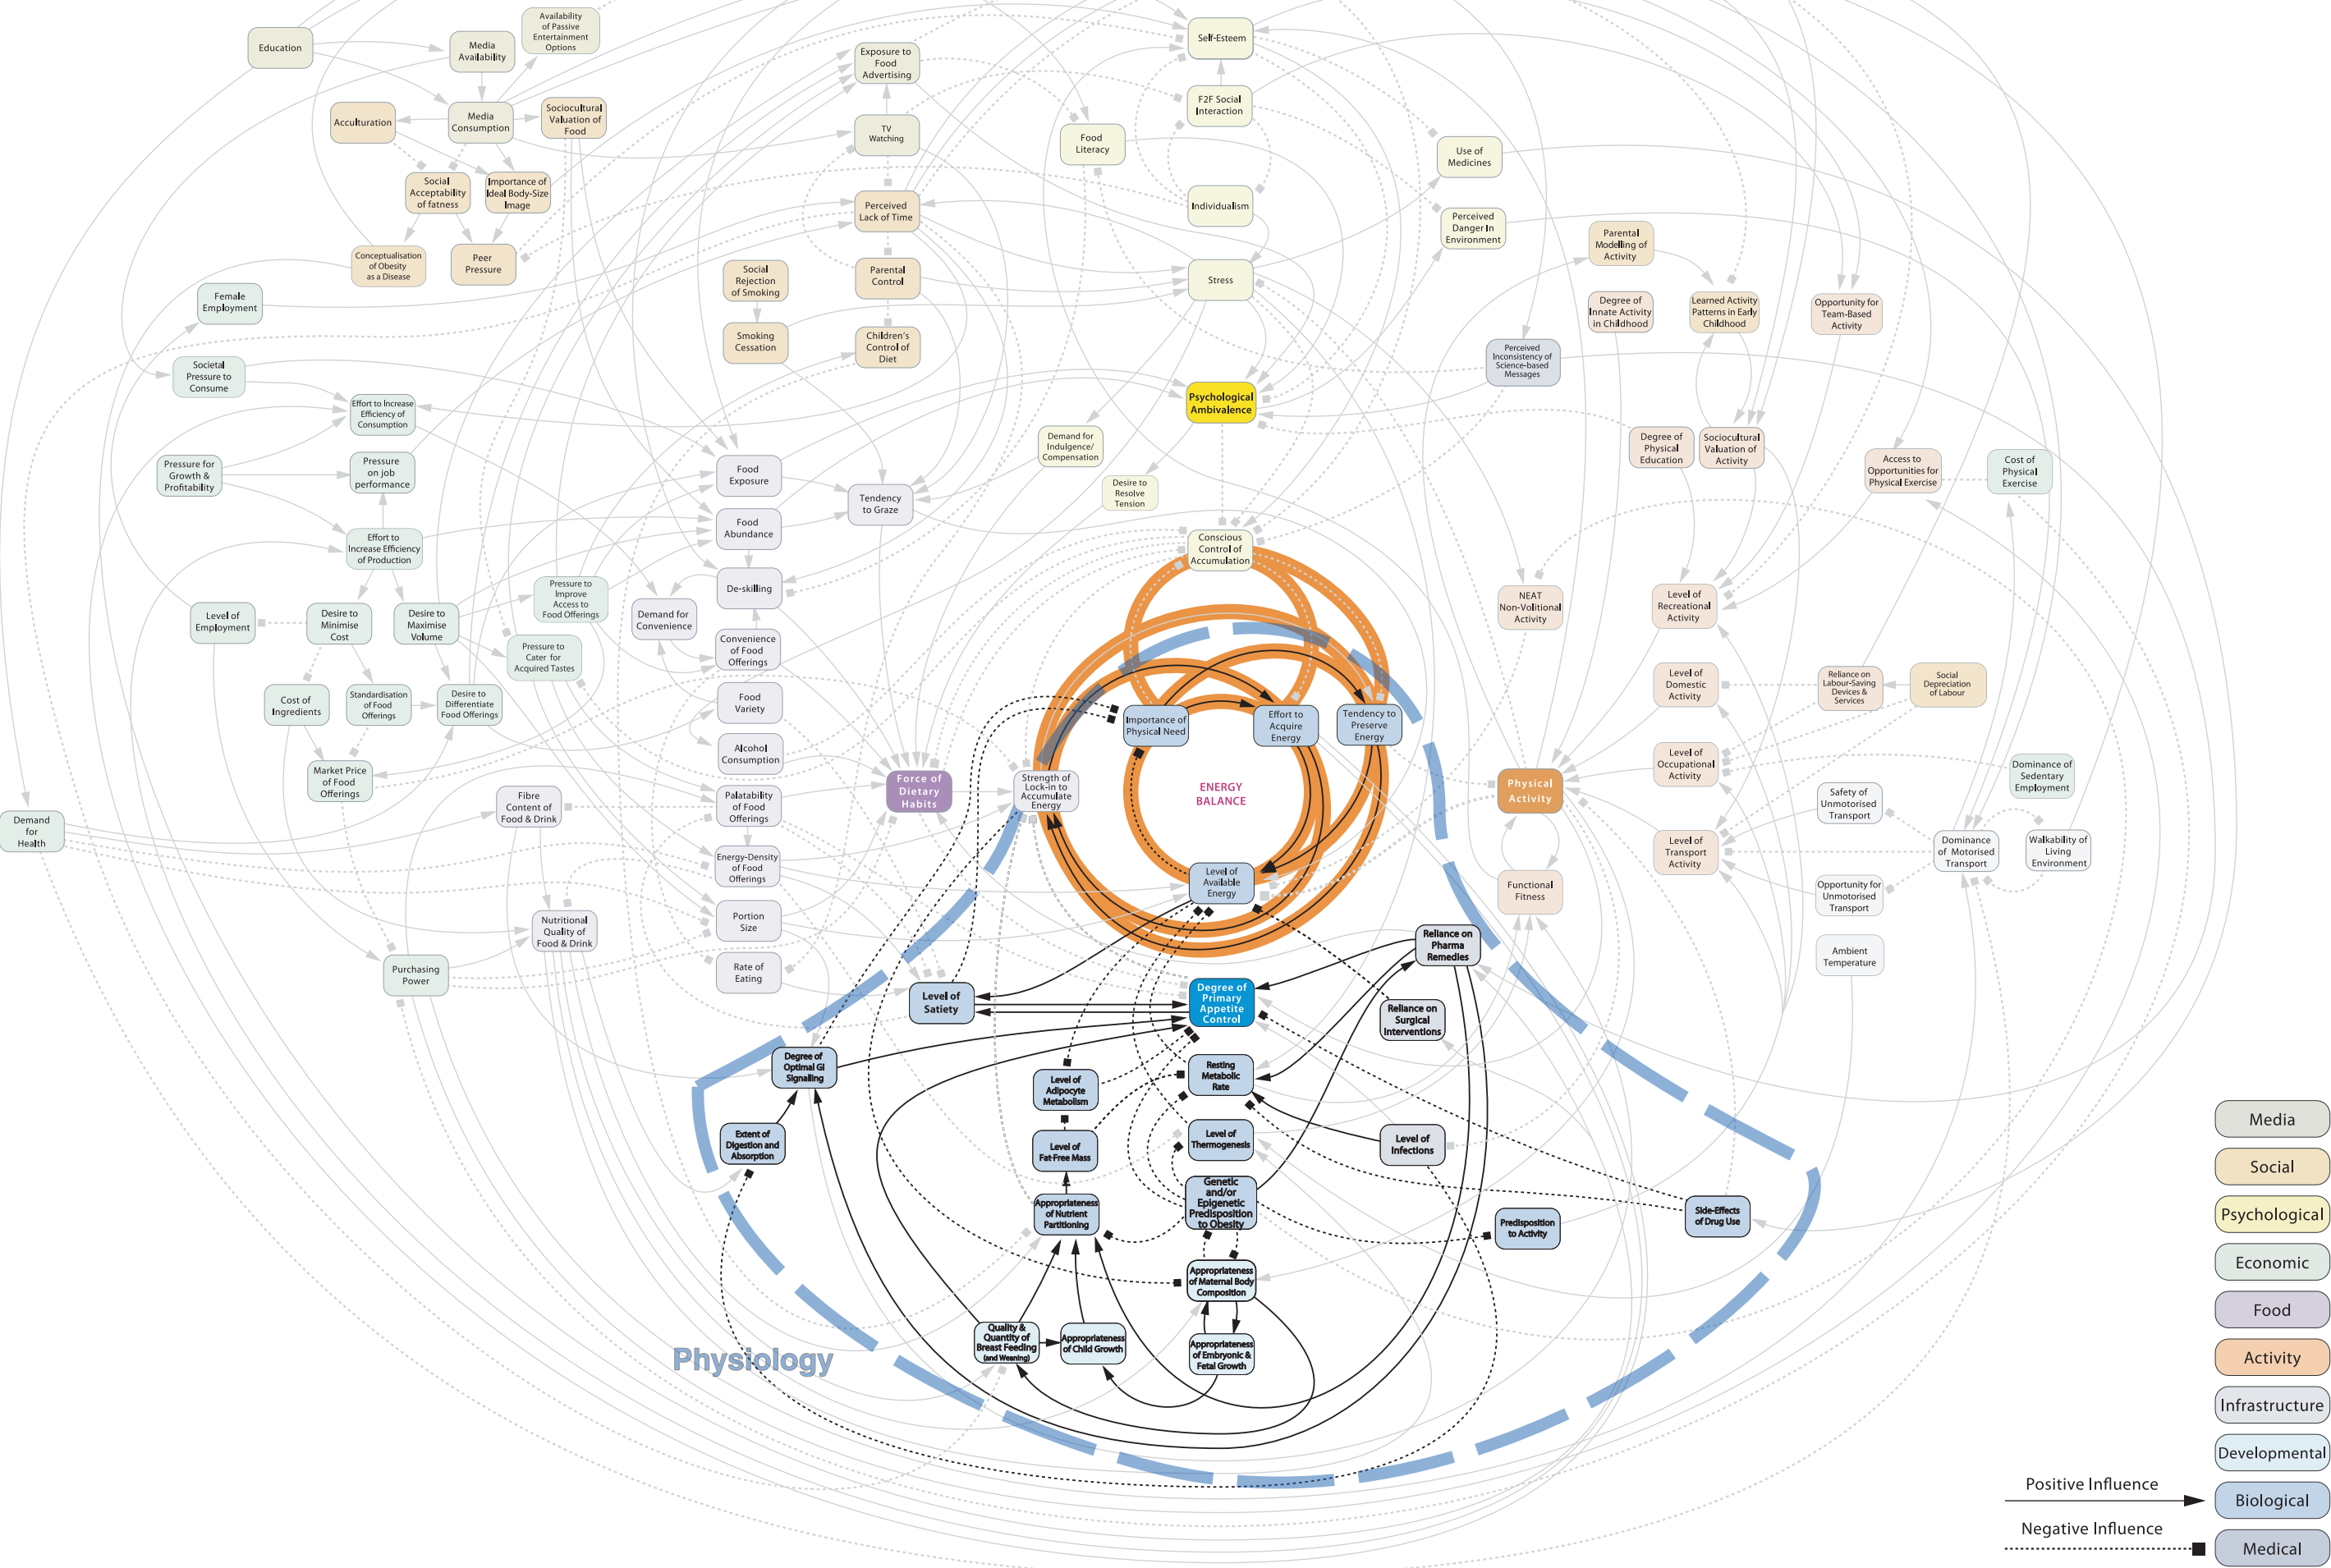 Education
Media
Availability
Availability
of Passive
Entertainment
Options
Acculturation
Media
Consumption
Sociocultural
Valuation of
Food
Social
Acceptability
of fatness
Importance of
Ideal Body-Size
Image
Conceptualisation
of Obesity
as a Disease
Peer
Pressure
Female
Employment
Societal
Pressure to
Consume
Effort to Increase
Efficiency of
Consumption
Pressure for
Growth &
Profitability
Pressure
on job
performance
Effort to
Increase Efficiency
of Production
Level of
Employment
Desire to
Minimise
Cost
Desire to
Maximise
Volume
Pressure to
Improve
Access to
Food Offerings
Pressure to
Cater for
Acquired Tastes
Cost of
Ingredients
Standardisation
of Food
Offerings
Desire to
Differentiate
Food Offerings
Market Price
of Food
Offerings
Demand
for
Health
Fibre
Content of
Food & Drink
Nutritional
Quality of
Food & Drink
Purchasing
Power
Exposure to
Food
Advertising
TV
Watching
Perceived
Lack of Time
Social
Rejection
of Smoking
Parental
Control
Smoking
Cessation
Children's
Control of
Diet
Food
Exposure
Tendency
to Graze
Food
Abundance
De-skilling
Demand for
Convenience
Convenience
of Food
Offerings
Food
Variety
Alcohol
Consumption
Palatability
of Food
Offerings
Force of
Dietary
Habits
Energy-Density
of Food
Offerings
Portion
Size
Rate of
Eating
Self-Esteem
F2F Social
Interaction
Food
Literacy
Individualism
Stress
Use of
Medicines
Perceived
Danger In
Environment
Psychological
Ambivalence
Demand for
Indulgence/
Compensation
Desire to
Resolve
Tension
Conscious
Control of
Accumulation
Perceived
Inconsistency of
Science-based
Messages
Parental
Modelling of
Activity
Degree of
Innate Activity
in Childhood
Learned Activity
Patterns in Early
Childhood
Opportunity for
Team-Based
Activity
Degree of
Physical
Education
Sociocultural
Valuation of
Activity
Access to
Opportunities for
Physical Exercise
Cost of
Physical
Exercise
NEAT
Non-Volitional
Activity
Level of
Recreational
Activity
Level of
Domestic
Activity
Reliance on
Labour-Saving
Devices &
Services
Social
Depreciation
of Labour
Level of
Occupational
Activity
Dominance of
Sedentary
Employment
Safety of
Unmotorised
Transport
Level of
Transport
Activity
Dominance
of Motorised
Transport
Walkability of
Living
Environment
Opportunity for
Unmotorised
Transport
Ambient
Temperature
Physical
Activity
Functional
Fitness
Importance of
Physical Need
Effort to
Acquire
Energy
Tendency to
Preserve
Energy
Strength of
Lock-in to
Accumulate
Energy
ENERGY
BALANCE
Level of
Available
Energy
Reliance on
Pharma
Remedies
Level of
Satiety
Degree of
Primary
Appetite
Control
Reliance on
Surgical
Interventions
Degree of
Optimal GI
Signalling
Level of
Adipocyte
Metabolism
Resting
Metabolic
Rate
Extent of
Digestion and
Absorption
Level of
Fat-Free Mass
Level of
Thermogenesis
Level of
Infections
Appropriateness
of Nutrient
Partitioning
Genetic
and/or
Epigenetic
Predisposition
to Obesity
Predisposition
to Activity
Side-Effects
of Drug Use
Appropriateness
of Maternal Body
Composition
Quality &
Quantity of
Breast Feeding
(and Weaning)
Appropriateness
of Child Growth
Appropriateness
of Embryonic &
Fetal Growth
Physiology
Media
Social
Psychological
Economic
Food
Activity
Infrastructure
Developmental
Biological
Medical
Positive Influence
Negative Influence